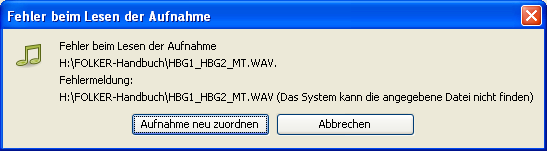 Fehler beim Lesen der Aufnahme
Fehler beim Lesen der Aufnahme
H:\FOLKER-Handbuch\HBG1_HBG2_MT.WAV.
Fehlermeldung:
H:\FOLKER-Handbuch\HBG1_HBG2_MT.WAV (Das System kann die angegebene Datei nicht finden)
Aufnahme neu zuordnen Abbrechen